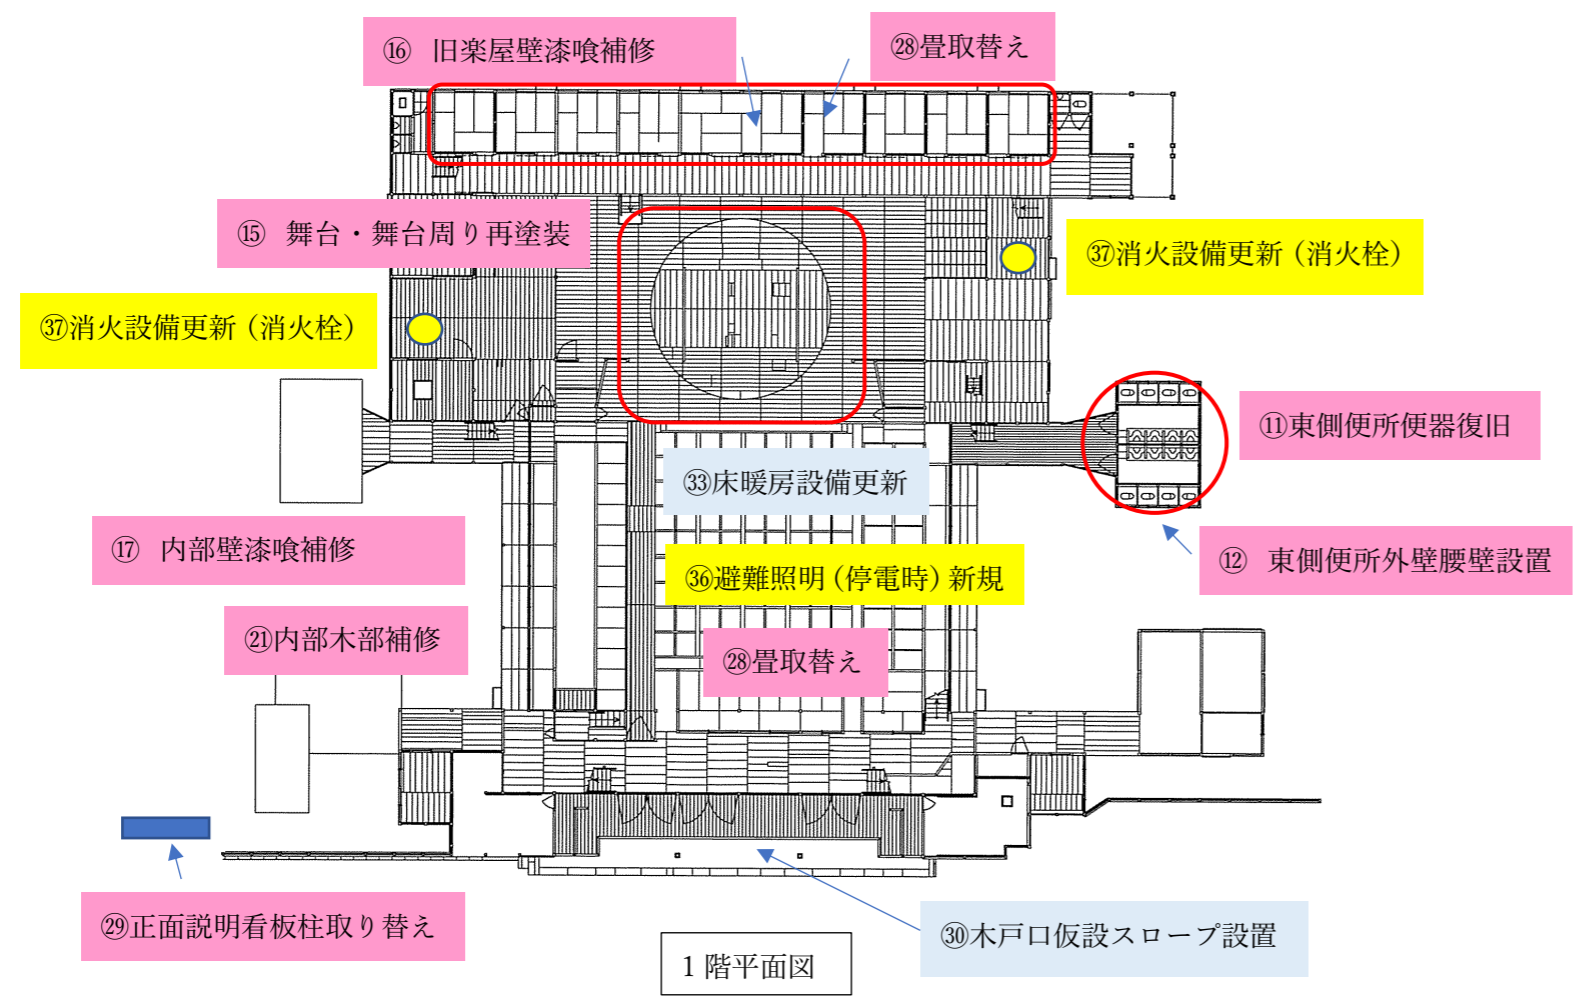 ⑯ 旧楽屋壁漆喰補修
㉘畳取替え
⑮ 舞台・舞台周り再塗装
㊲消火設備更新（消火栓）
㊲消火設備更新（消火栓）
⑪東側便所便器復旧
㉝床暖房設備更新
⑰ 内部壁漆喰補修
⑫ 東側便所外壁腰壁設置
㊱避難照明（停電時）新規
㉑内部木部補修
㉘畳取替え
㉙正面説明看板柱取り替え
㉚木戸口仮設スロープ設置
1 階平面図